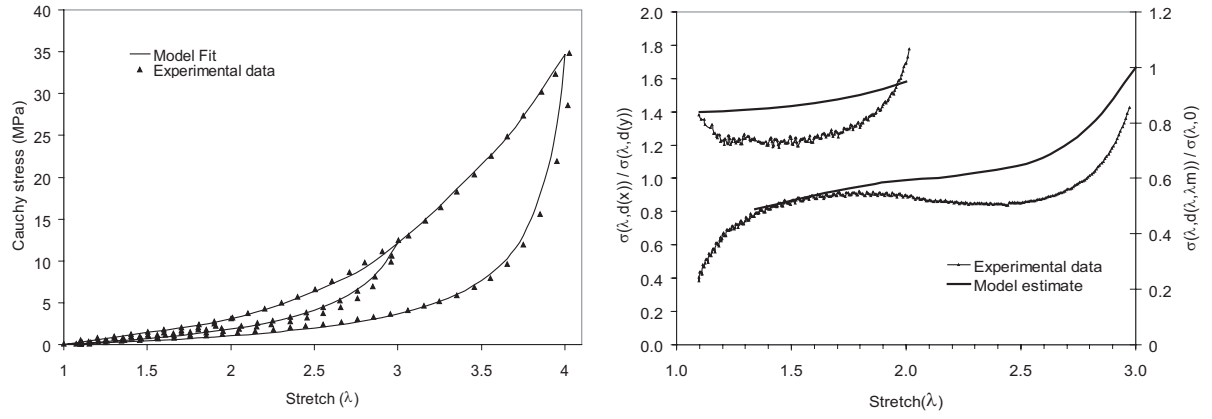 40
35
30
25
20
15
10
5
0
Cauchy stress (MPa)
Model Fit
Experimental data
1 1.5 2 2.5 3 3.5 4
Stretch (λ)
2.0
1.8
1.6
1.4
1.2
1.0
0.8
0.6
0.4
0.2
0.0
σ(λ,d(x)) / σ(λ,d(y))
Experimental data
Model estimate
1.0 1.5 2.0 2.5 3.0
Stretch(λ)
1.2
1
0.8
0.6
0.4
0.2
0
σ(λ,d(λ,λm)) / σ(λ,0)